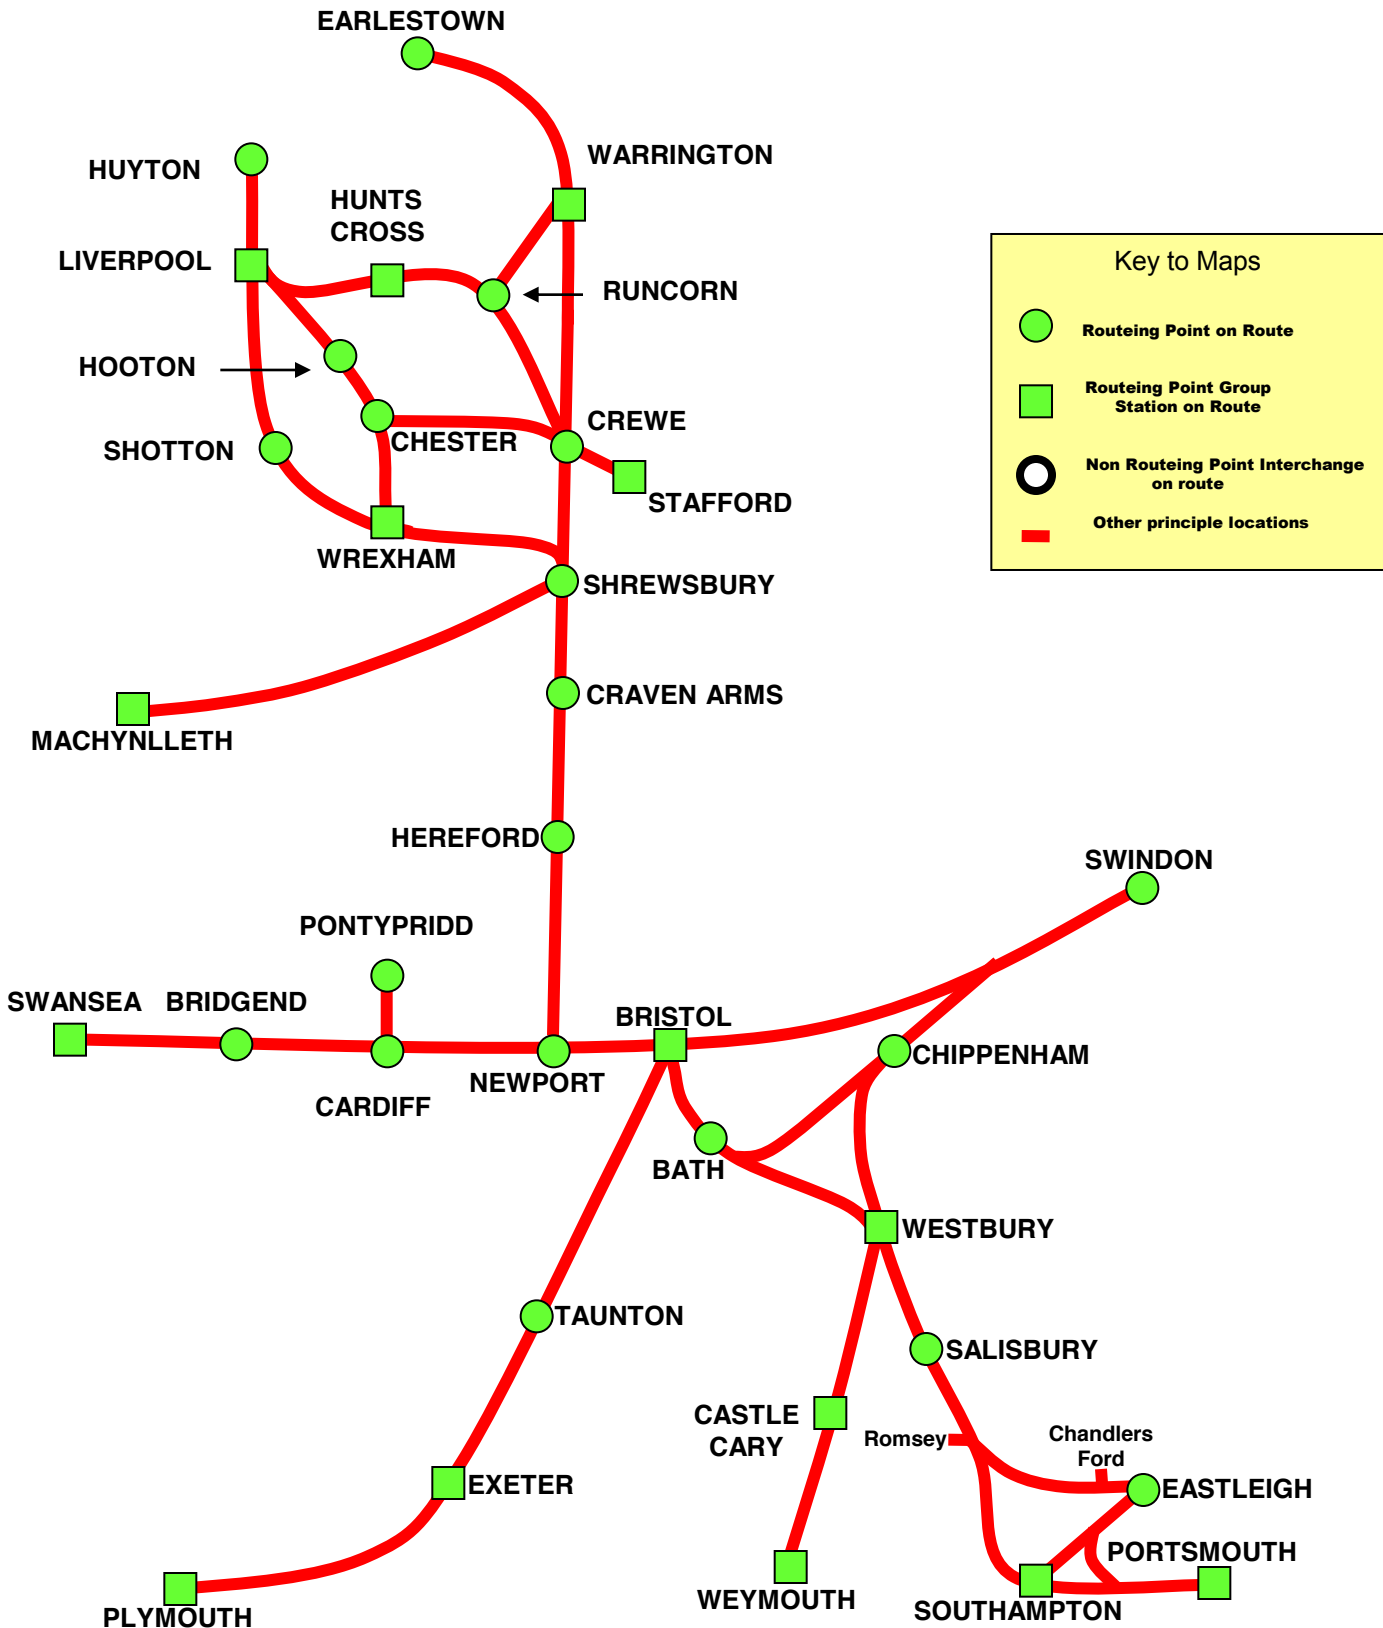 EARLESTOWN
WARRINGTON
HUYTON
HUNTS
CROSS
LIVERPOOL
RUNCORN
HOOTON
CREWE
CHESTER
SHOTTON
STAFFORD
WREXHAM
SHREWSBURY
CRAVEN ARMS
MACHYNLLETH
HEREFORD
SWINDON
PONTYPRIDD
SWANSEA
BRIDGEND
BRISTOL
CHIPPENHAM
NEWPORT
CARDIFF
BATH
WESTBURY
TAUNTON
SALISBURY
CASTLE
CARY
Romsey
Chandlers
Ford
EXETER
EASTLEIGH
PORTSMOUTH
WEYMOUTH
SOUTHAMPTON
PLYMOUTH
Key to Maps
Routeing Point on Route
Routeing Point Group
Station on Route
Non Routeing Point Interchange
on route
Other principle locations